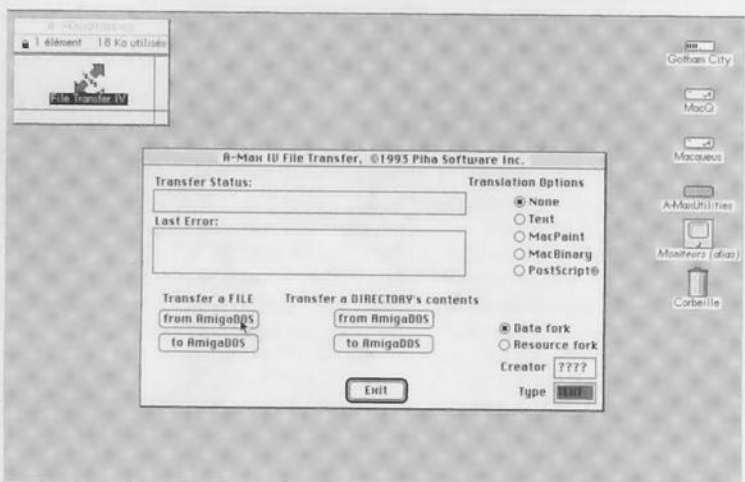 A-MaxUtilities
1 élément 18 Ko utilisés
File Transfer IV
Gotham City
MacQ
Macaqueus
A-MaxUtilities
Moniteurs (alias)
Corbeille
A-Max IV File Transfer, ©1993 Piha Software Inc.
Transfer Status:
Translation Options
None
Text
MacPaint
MacBinary
PostScript®
Last Error:
Transfer a FILE
Transfer a DIRECTORY's contents
from AmigaDOS
from AmigaDOS
to AmigaDOS
to AmigaDOS
Data fork
Resource fork
Creator ????
Type TEXT
Exit